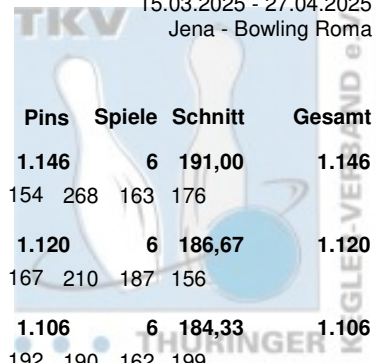 15.03.2025 - 27.04.2025
TKV
Jena - Bowling Roma
Pins Spiele Schnitt Gesamt
1.146 6 191,00 1.146
154 268 163 176
1.120 6 186,67 1.120
167 210 187 156
1.106 6 184,33 1.106
THÜRINGER
KEGLER-VERBAND e.V.
192 190 162 199